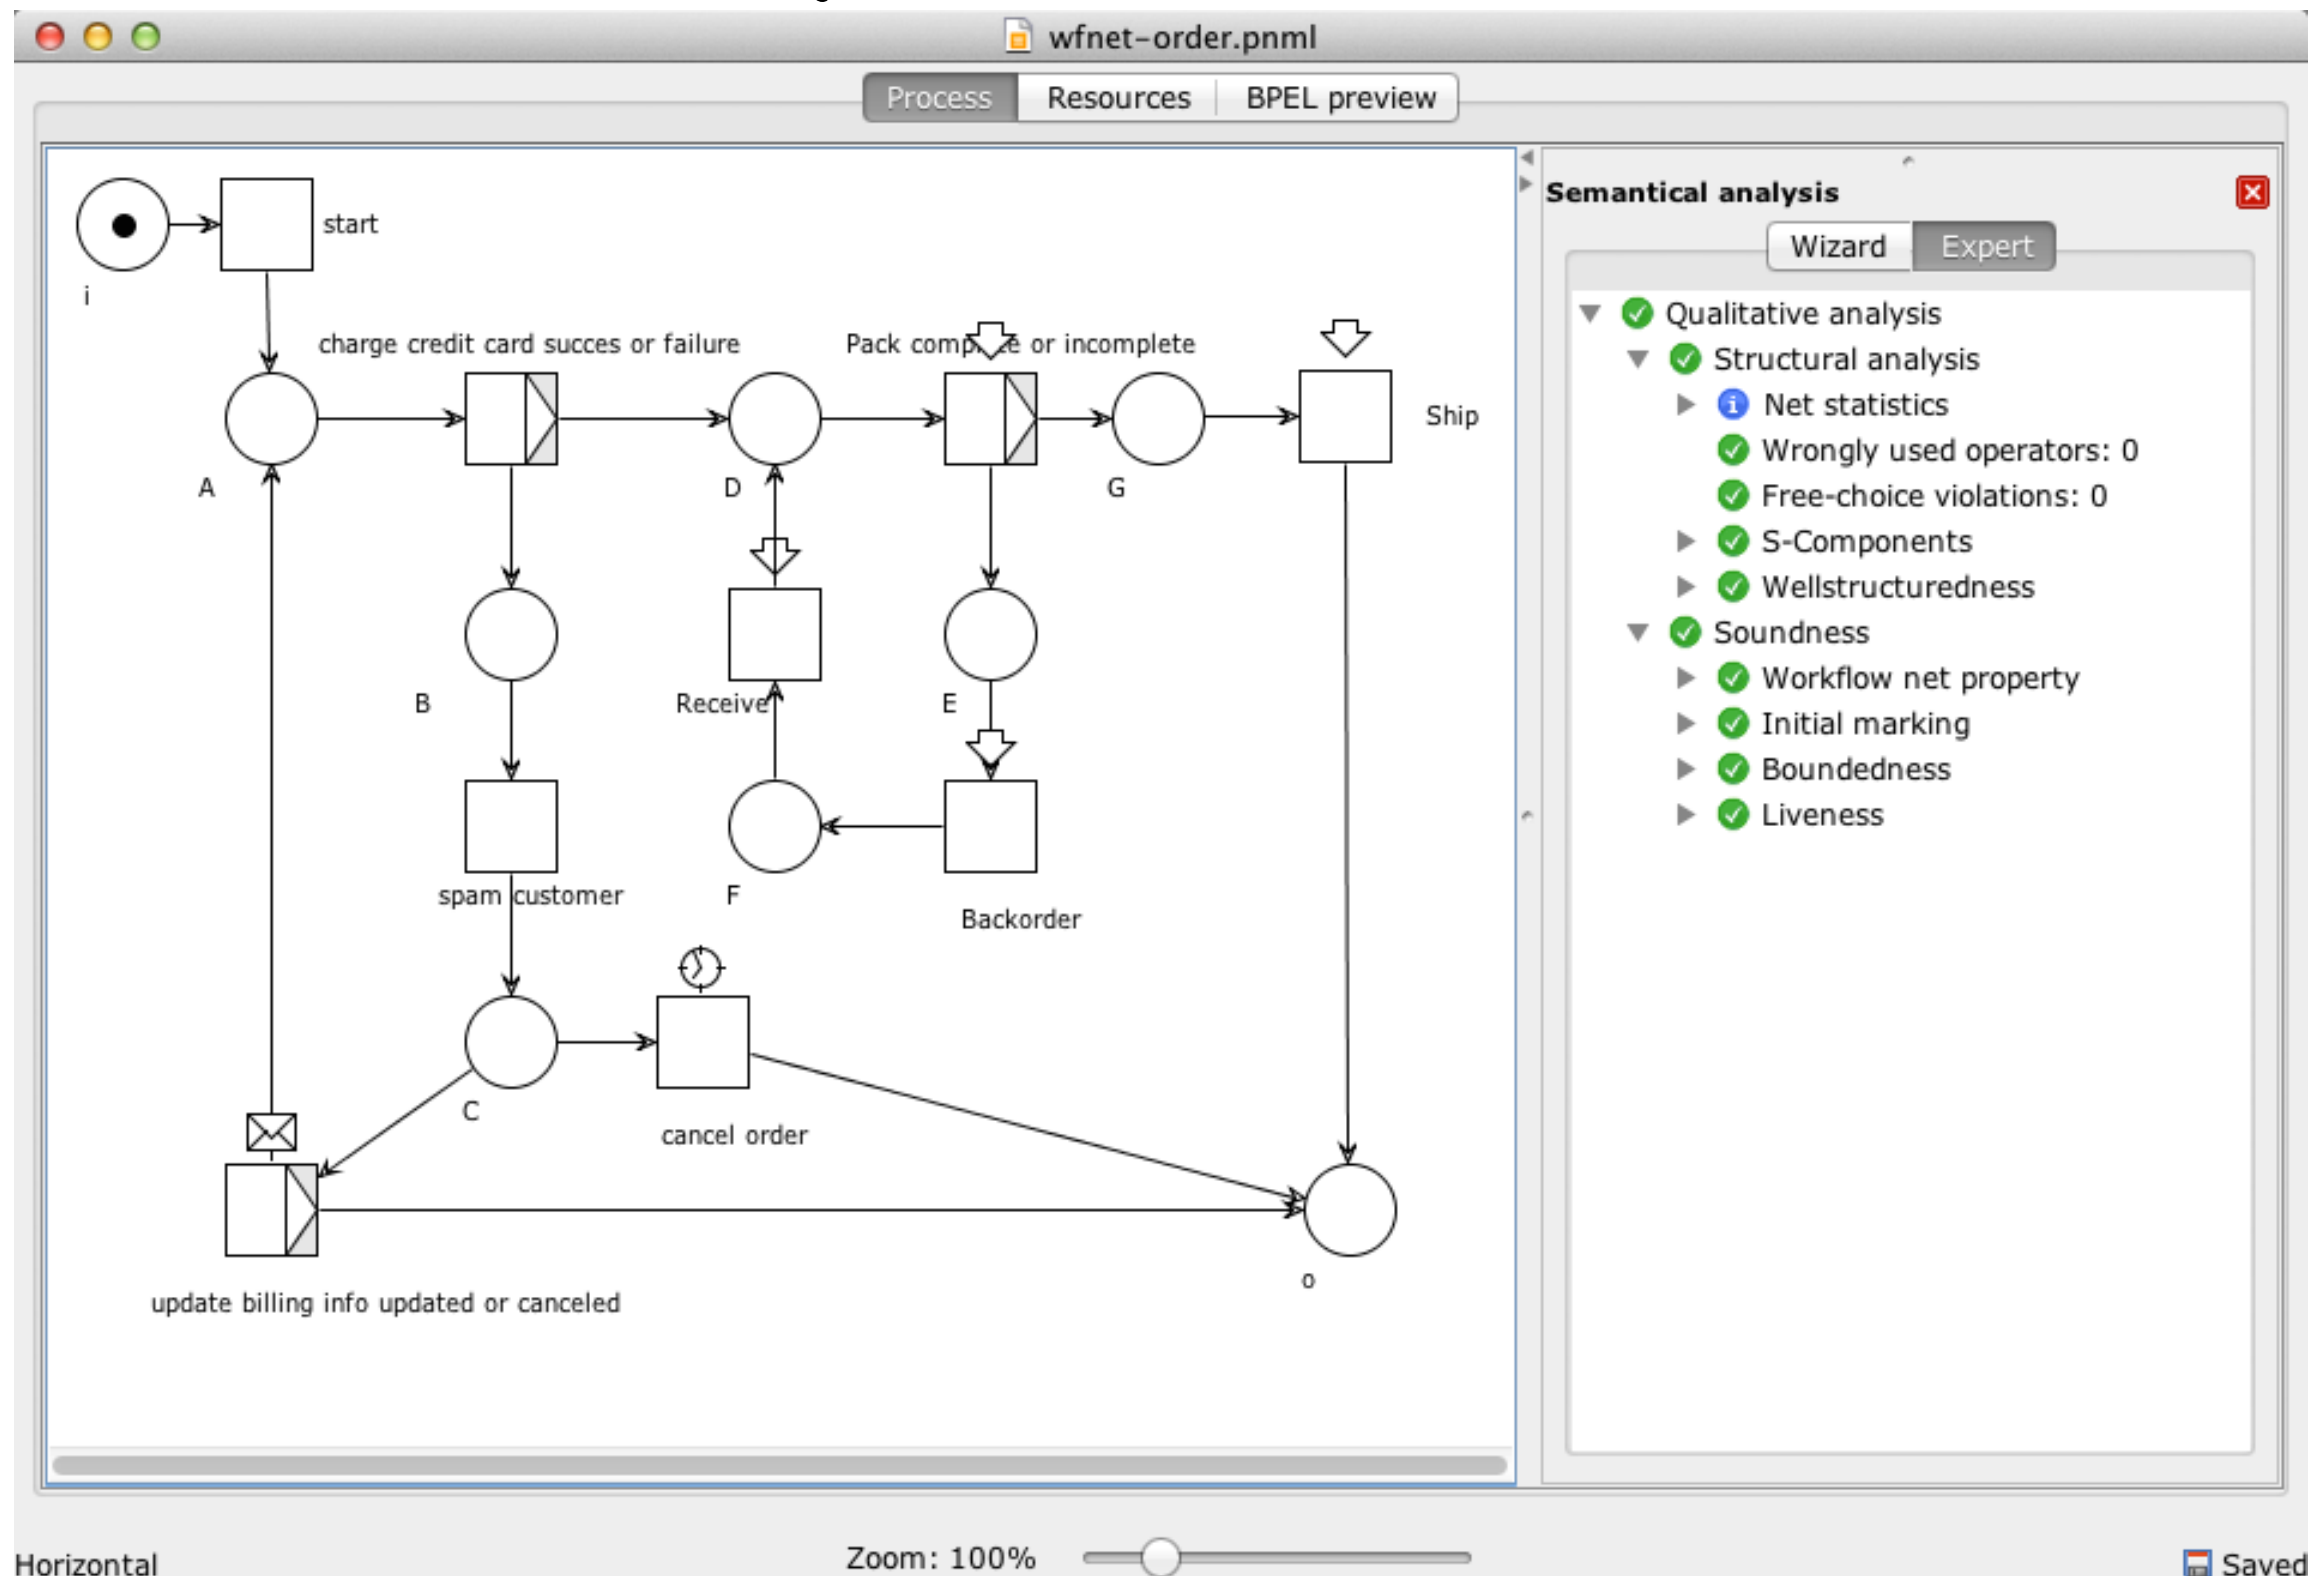 wfnet-order.pnml
Process Resources BPEL preview
start
i
charge credit card succes or failure
Pack complete or incomplete
Ship
A
D
G
B
Receive
E
spam customer
F
Backorder
C
cancel order
o
update billing info updated or canceled
Semantical analysis
Wizard Expert
Qualitative analysis
Structural analysis
Net statistics
Wrongly used operators: 0
Free-choice violations: 0
S-Components
Wellstructuredness
Soundness
Workflow net property
Initial marking
Boundedness
Liveness
Horizontal
Zoom: 100%
Saved